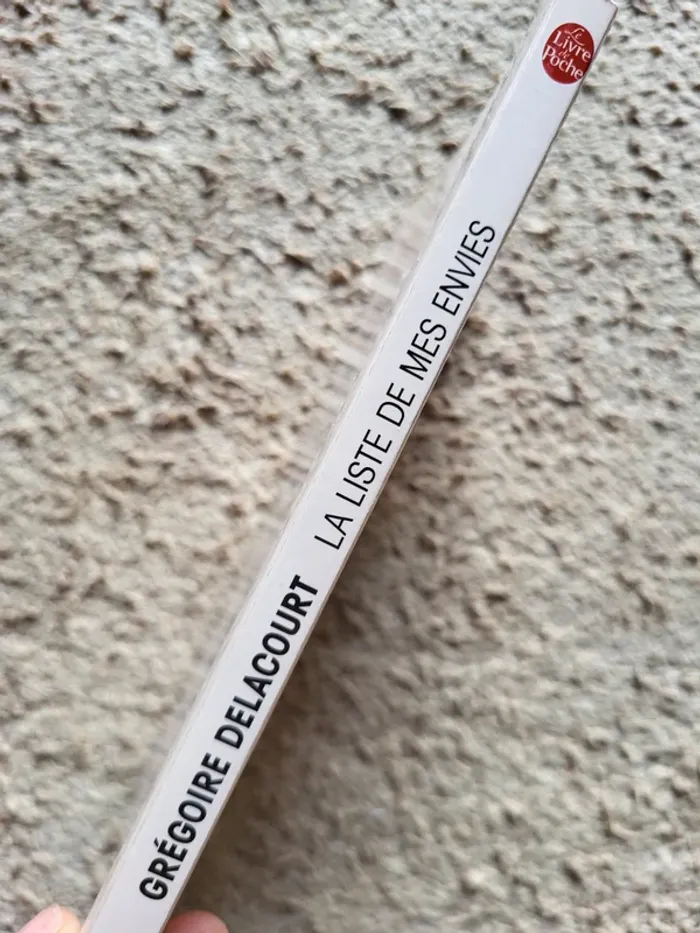 GRÉGOIRE DELACOURT LA LISTE DE MES ENVIES
Le
Livre
de
Poche